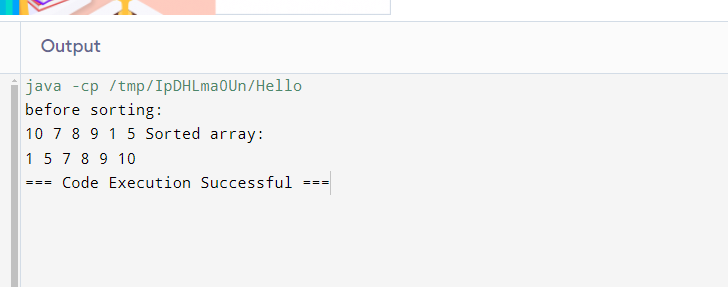 Output
java -cp /tmp/IpDHLma0Un/Hello
before sorting:
10 7 8 9 1 5 Sorted array:
1 5 7 8 9 10
=== Code Execution Successful ===